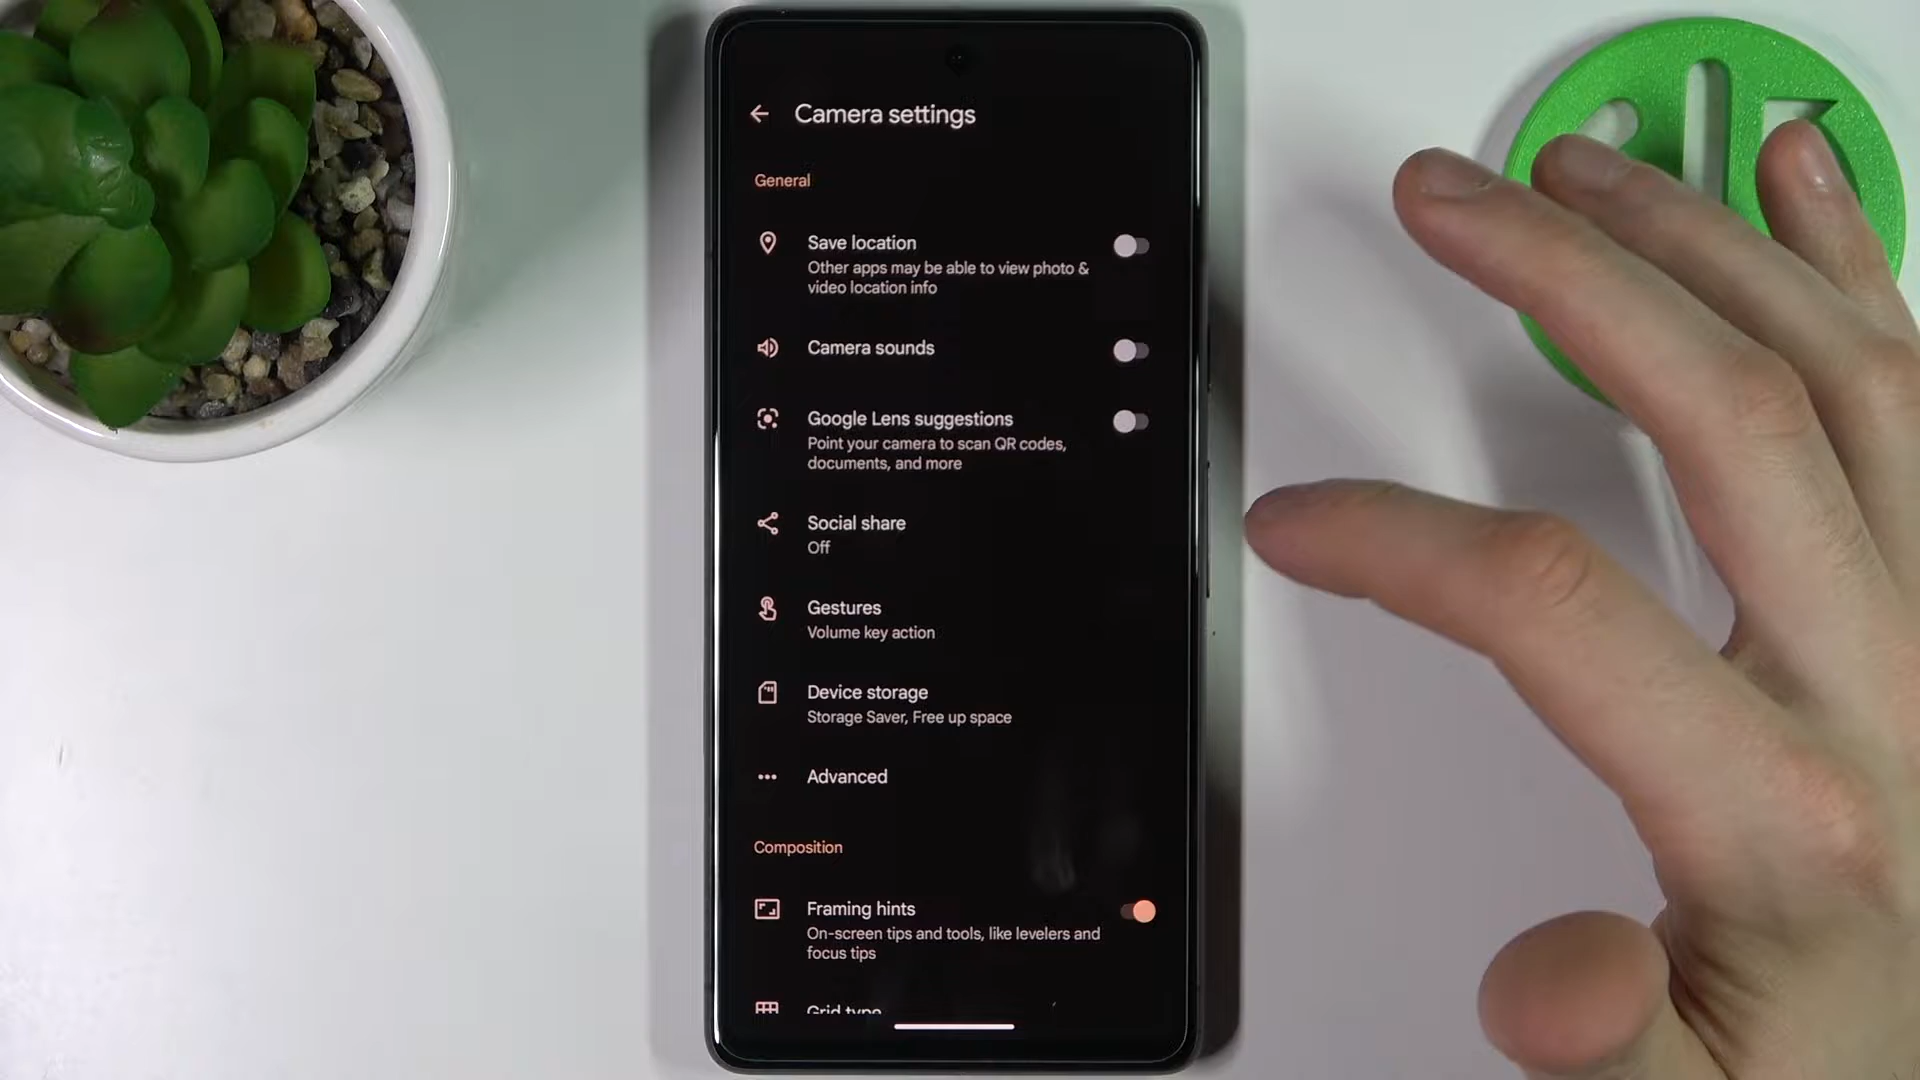 Camera settings
General
Save location
Other apps may be able to view photo &
video location info
Camera sounds
Google Lens suggestions
Point your camera to scan QR codes,
documents, and more
Social share
Off
Gestures
Volume key action
Device storage
Storage Saver, Free up space
Advanced
Composition
Framing hints
On-screen tips and tools, like levelers and
focus tips
Grid type